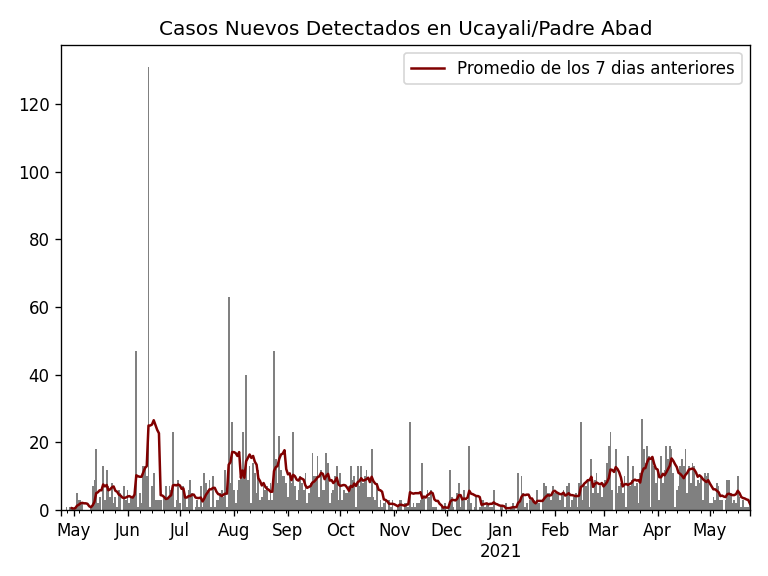 Casos Nuevos Detectados en Ucayali/Padre Abad
Promedio de los 7 dias anteriores
120
100
80
60
40
20
0
May Jun Jul Aug Sep Oct Nov Dec Jan Feb Mar Apr May
2021